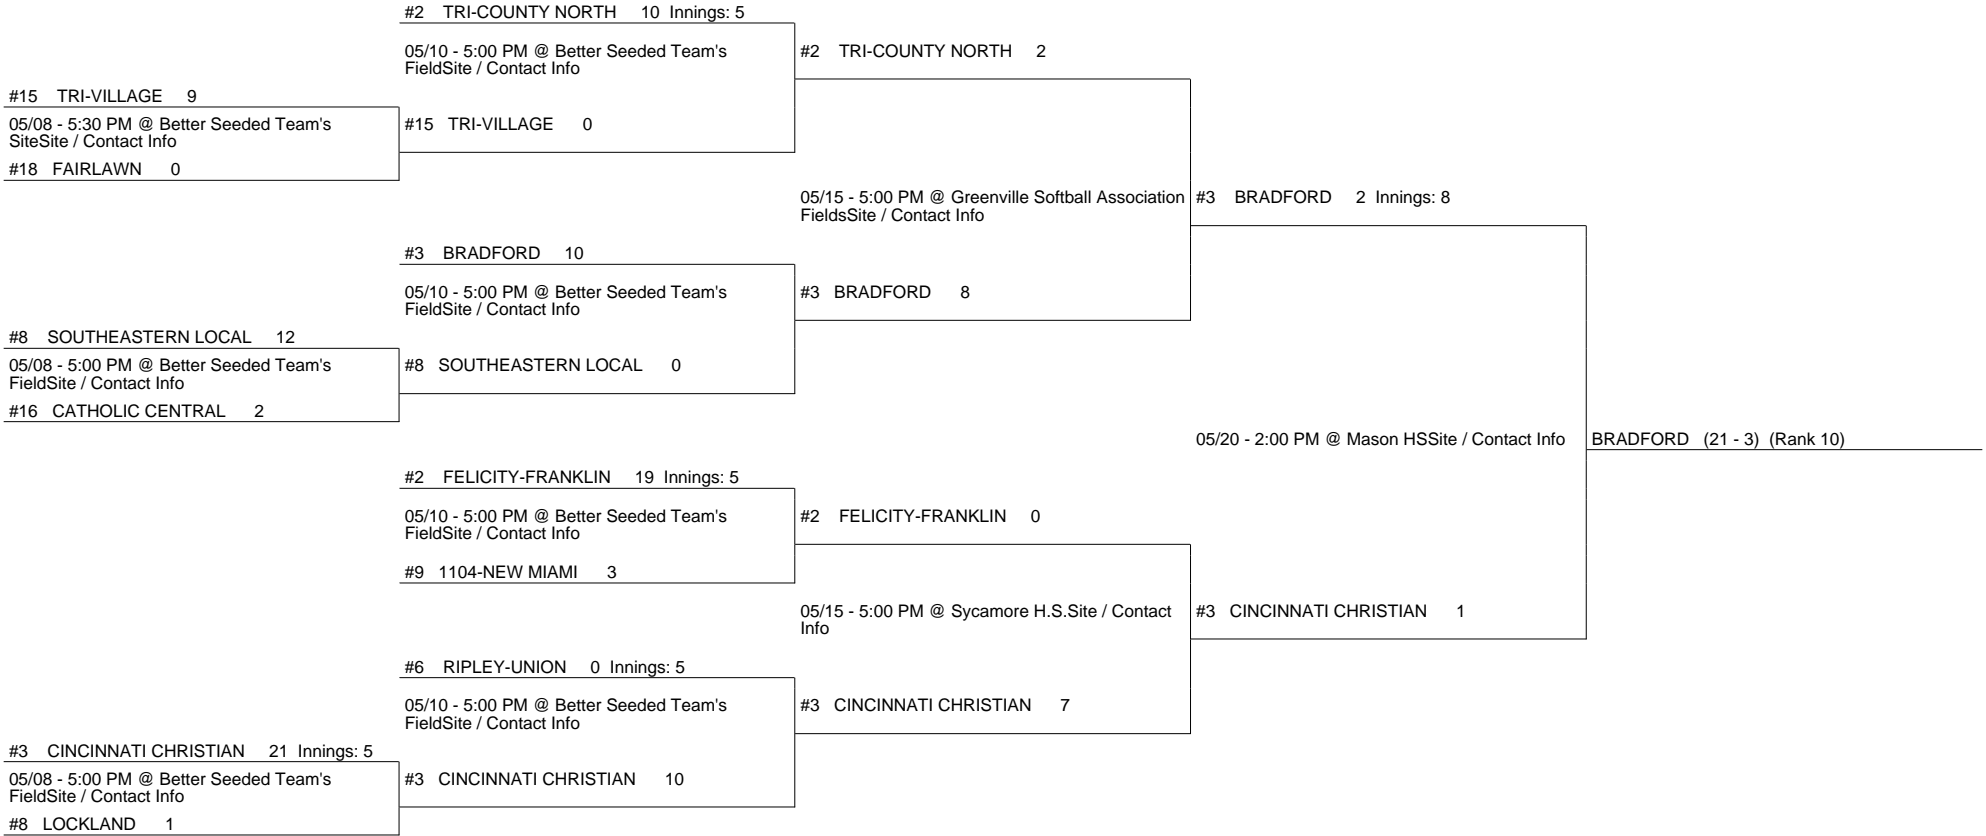 #2 TRI-COUNTY NORTH 10 Innings: 5
05/10 - 5:00 PM @ Better Seeded Team's
FieldSite / Contact Info
#2 TRI-COUNTY NORTH 2
#15 TRI-VILLAGE 9
05/08 - 5:30 PM @ Better Seeded Team's
SiteSite / Contact Info
#15 TRI-VILLAGE 0
#18 FAIRLAWN 0
05/15 - 5:00 PM @ Greenville Softball Association
FieldsSite / Contact Info
#3 BRADFORD 2 Innings: 8
#3 BRADFORD 10
05/10 - 5:00 PM @ Better Seeded Team's
FieldSite / Contact Info
#3 BRADFORD 8
#8 SOUTHEASTERN LOCAL 12
05/08 - 5:00 PM @ Better Seeded Team's
FieldSite / Contact Info
#8 SOUTHEASTERN LOCAL 0
#16 CATHOLIC CENTRAL 2
05/20 - 2:00 PM @ Mason HSSite / Contact Info
BRADFORD (21 - 3) (Rank 10)
#2 FELICITY-FRANKLIN 19 Innings: 5
05/10 - 5:00 PM @ Better Seeded Team's
FieldSite / Contact Info
#2 FELICITY-FRANKLIN 0
#9 1104-NEW MIAMI 3
05/15 - 5:00 PM @ Sycamore H.S.Site / Contact
Info
#3 CINCINNATI CHRISTIAN 1
#6 RIPLEY-UNION 0 Innings: 5
05/10 - 5:00 PM @ Better Seeded Team's
FieldSite / Contact Info
#3 CINCINNATI CHRISTIAN 7
#3 CINCINNATI CHRISTIAN 21 Innings: 5
05/08 - 5:00 PM @ Better Seeded Team's
FieldSite / Contact Info
#3 CINCINNATI CHRISTIAN 10
#8 LOCKLAND 1